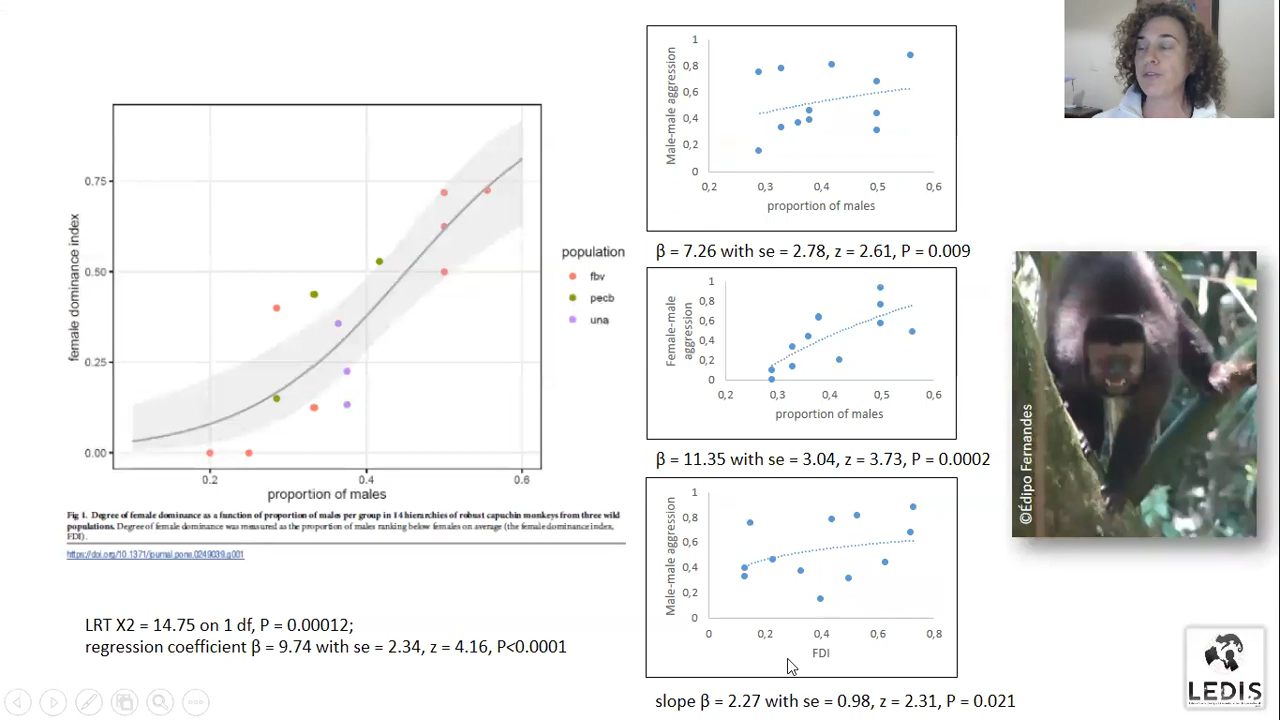 0.75
0.50
0.25
0.00
female dominance index
0.2
0.4
0.6
proportion of males
population
fbv
pecb
una
Fig 1. Degree of female dominance as a function of proportion of males per group in 14 hierarchies of robust capuchin monkeys from three wild
populations. Degree of female dominance was measured as the proportion of males ranking below females on average (the female dominance index,
FDI).
https://doi.org/10.1371/journal.pone.0249039.g001
LRT X2 = 14.75 on 1 df, P = 0.00012;
regression coefficient β = 9.74 with se = 2.34, z = 4.16, P<0.0001
Male-male aggression
1
0,8
0,6
0,4
0,2
0
0,2
0,3
0,4
0,5
0,6
proportion of males
β = 7.26 with se = 2.78, z = 2.61, P = 0.009
Female-male
aggression
1
0,8
0,6
0,4
0,2
0
0,2
0,3
0,4
0,5
0,6
proportion of males
β = 11.35 with se = 3.04, z = 3.73, P = 0.0002
Male-male aggression
1
0,8
0,6
0,4
0,2
0
0
0,2
0,4
0,6
0,8
FDI
slope β = 2.27 with se = 0.98, z = 2.31, P = 0.021
©Édipo Fernandes
LEDIS